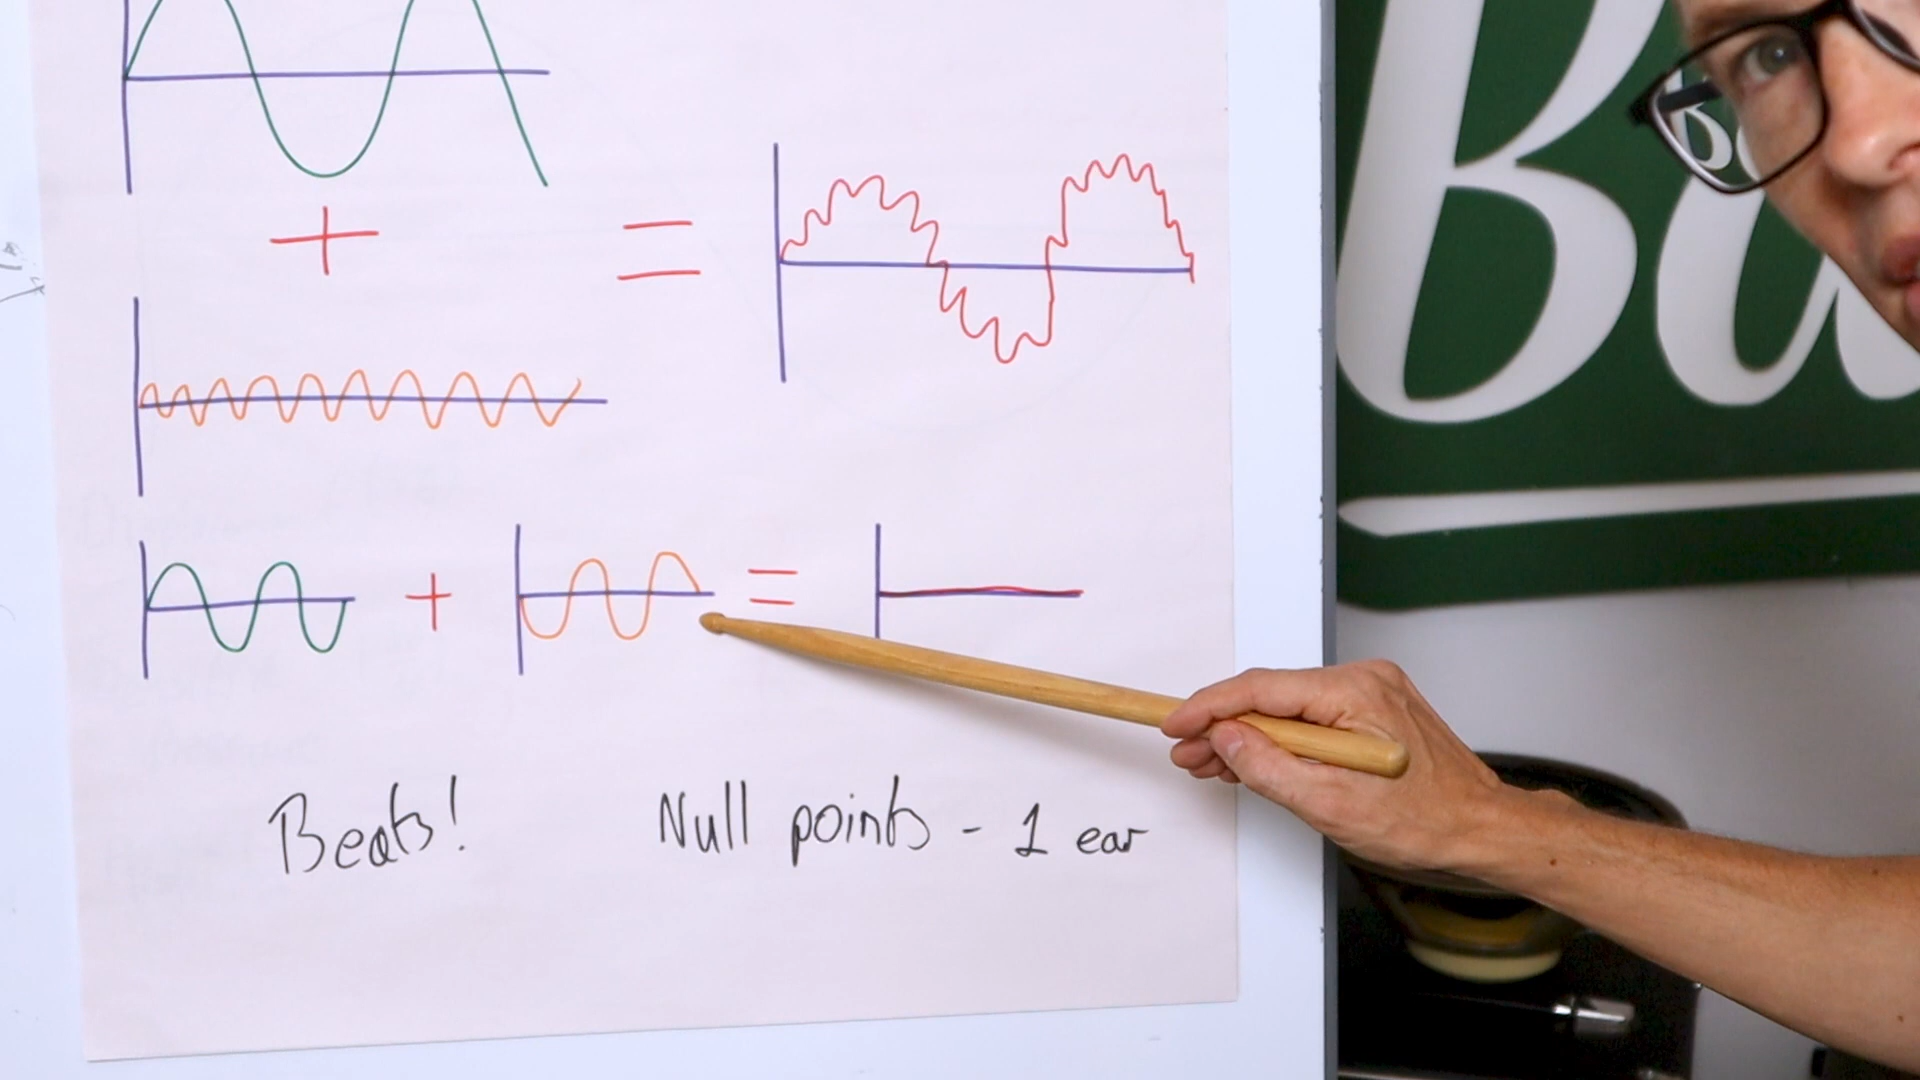 +
=
+
=
Beats! Null points - 1 ear